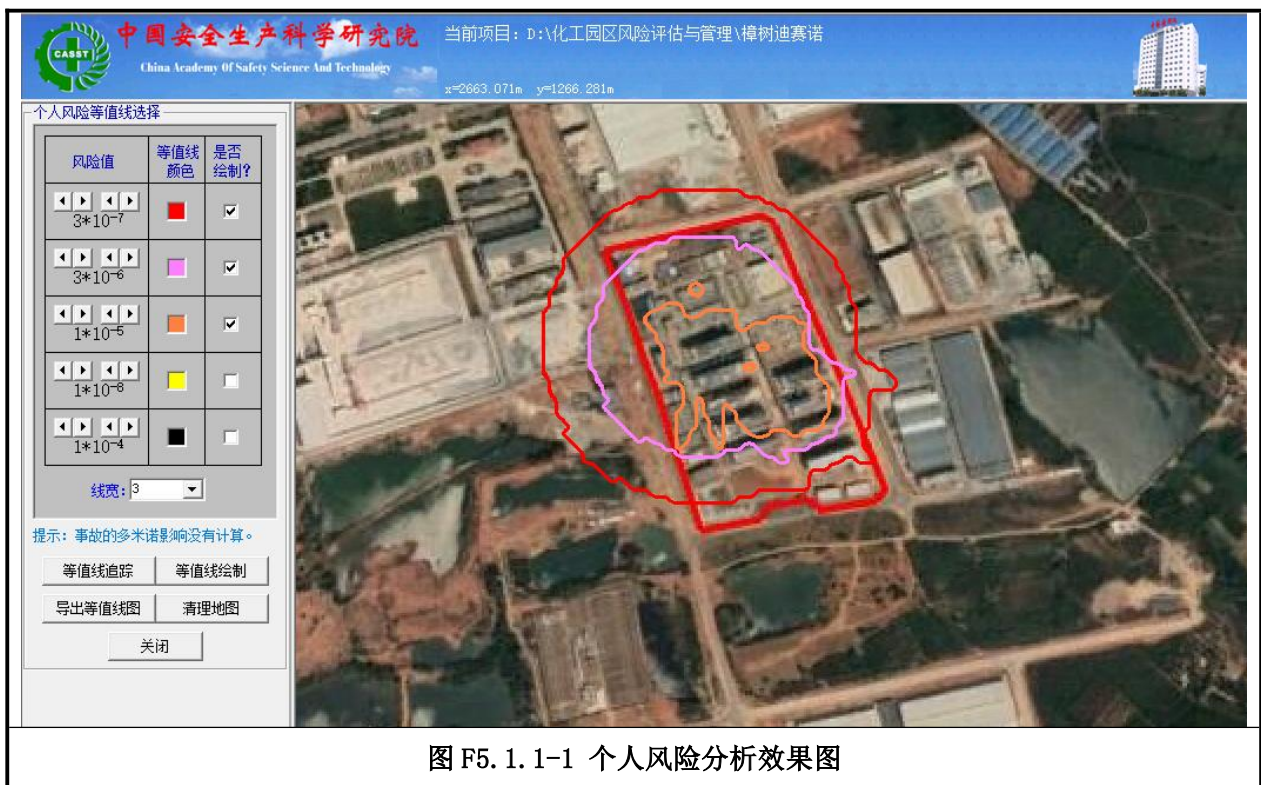 CASST
中国安全生产科学研究院
China Academy Of Safety Science And Technology
当前项目：D:\化工园区风险评估与管理\樟树迪赛诺
x=2663.071m y=1266.281m
个人风险等值线选择
风险值 等值线颜色 是否绘制?
3*10-7
3*10-6
1*10-5
1*10-8
1*10-4
线宽: 3
提示：事故的多米诺影响没有计算。
等值线追踪 等值线绘制
导出等值线图 清理地图
关闭
图 F5.1.1-1 个人风险分析效果图